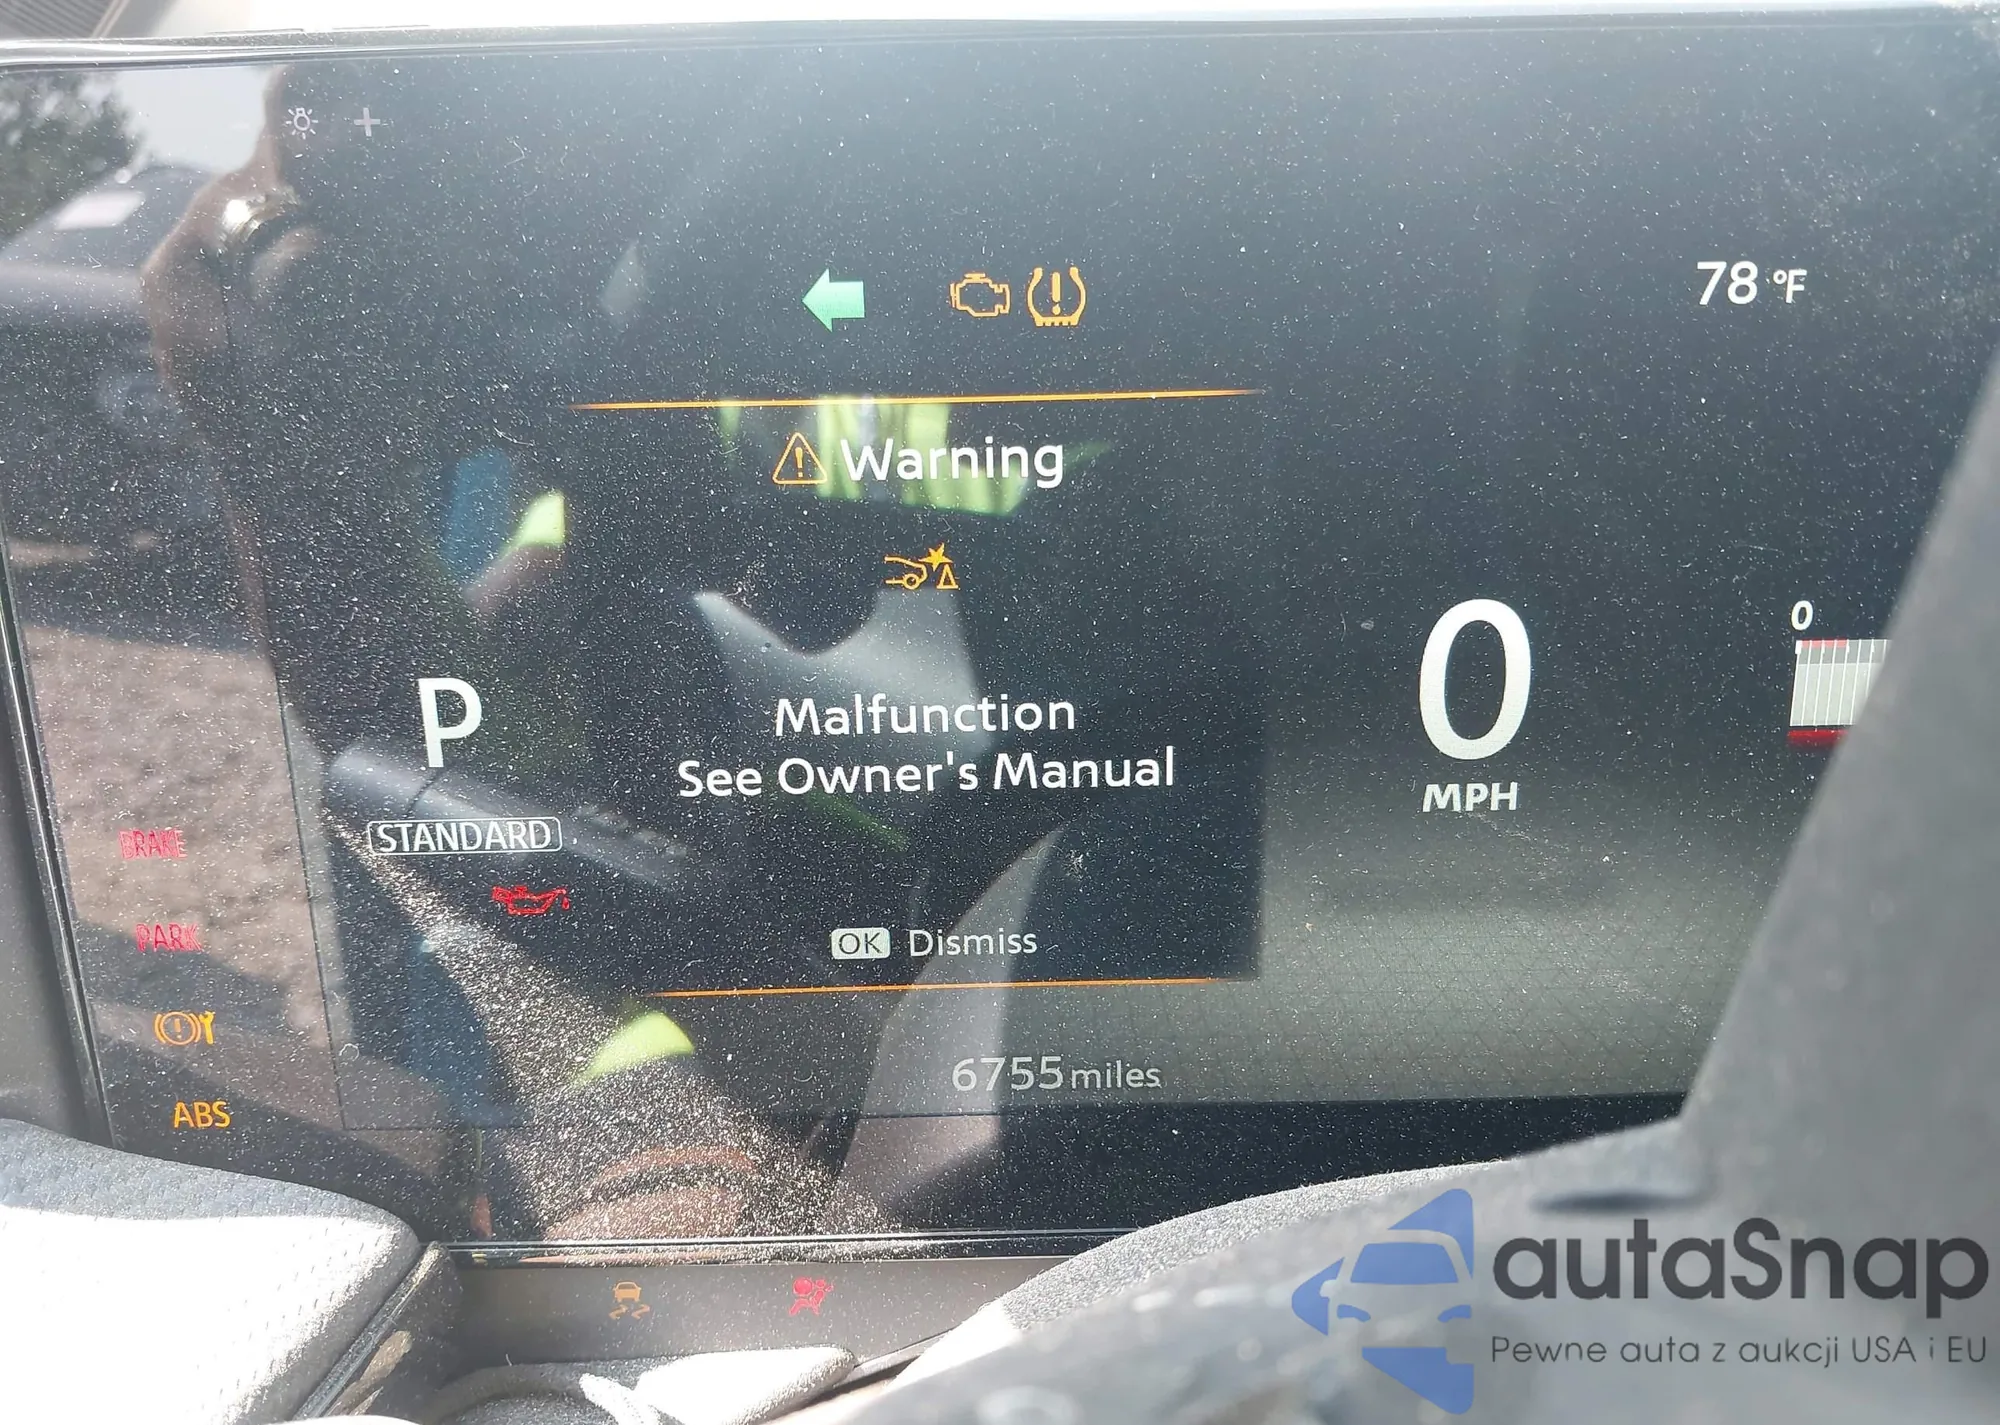 78 °F
Warning
0
P
Malfunction
See Owner's Manual
0
MPH
STANDARD
BRAKE
PARK
OK Dismiss
6755 miles
ABS
autaSnap
Pewne auta z aukcji USA i EU